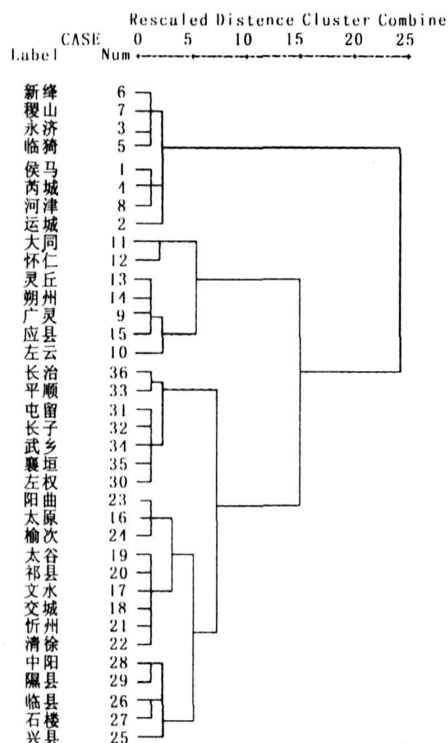 Rescaled Distence Cluster Combine
CASE 0 5 10 15 20 25
Label Num
新绛 6
稷山 7
永济 3
临猗 5
侯马 1
芮城 4
河津 8
运城 2
大同 11
怀仁 12
灵丘 13
朔州 14
广灵 9
应县 15
左云 10
长治 36
平顺 33
屯留 31
长子 32
武乡 34
襄垣 35
左权 30
阳曲 23
太原 16
榆次 24
太谷 19
祁县 20
文水 17
交城 18
忻州 21
清徐 22
中阳 28
隰县 29
临县 26
石楼 27
兴县 25